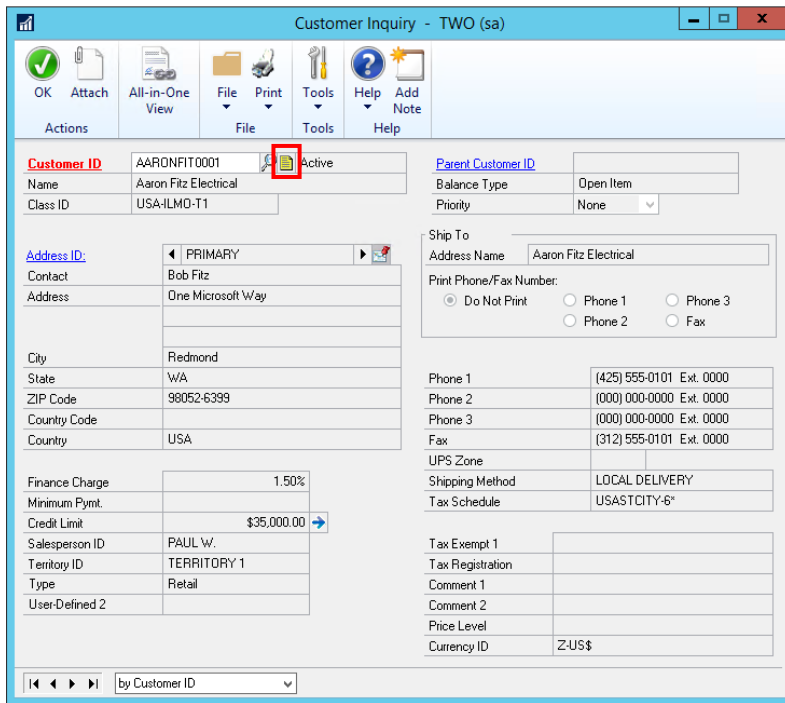 Customer Inquiry - TWO (sa)
OK Attach All-in-One View File Print Tools Help Add Note
Actions File Tools Help
Customer ID AARONFIT0001 Active
Name Aaron Fitz Electrical
Class ID USA-ILMO-T1
Parent Customer ID
Balance Type Open Item
Priority None
Ship To
Address Name Aaron Fitz Electrical
Print Phone/Fax Number:
Do Not Print Phone 1 Phone 3
Phone 2 Fax
Address ID: PRIMARY
Contact Bob Fitz
Address One Microsoft Way
City Redmond
State WA
ZIP Code 98052-6399
Country Code
Country USA
Phone 1 (425) 555-0101 Ext. 0000
Phone 2 (000) 000-0000 Ext. 0000
Phone 3 (000) 000-0000 Ext. 0000
Fax (312) 555-0101 Ext. 0000
UPS Zone
Shipping Method LOCAL DELIVERY
Tax Schedule USASTCITY-6*
Finance Charge 1.50%
Minimum Pymt.
Credit Limit $35,000.00
Salesperson ID PAUL W.
Territory ID TERRITORY 1
Type Retail
User-Defined 2
Tax Exempt 1
Tax Registration
Comment 1
Comment 2
Price Level
Currency ID Z-US$
by Customer ID